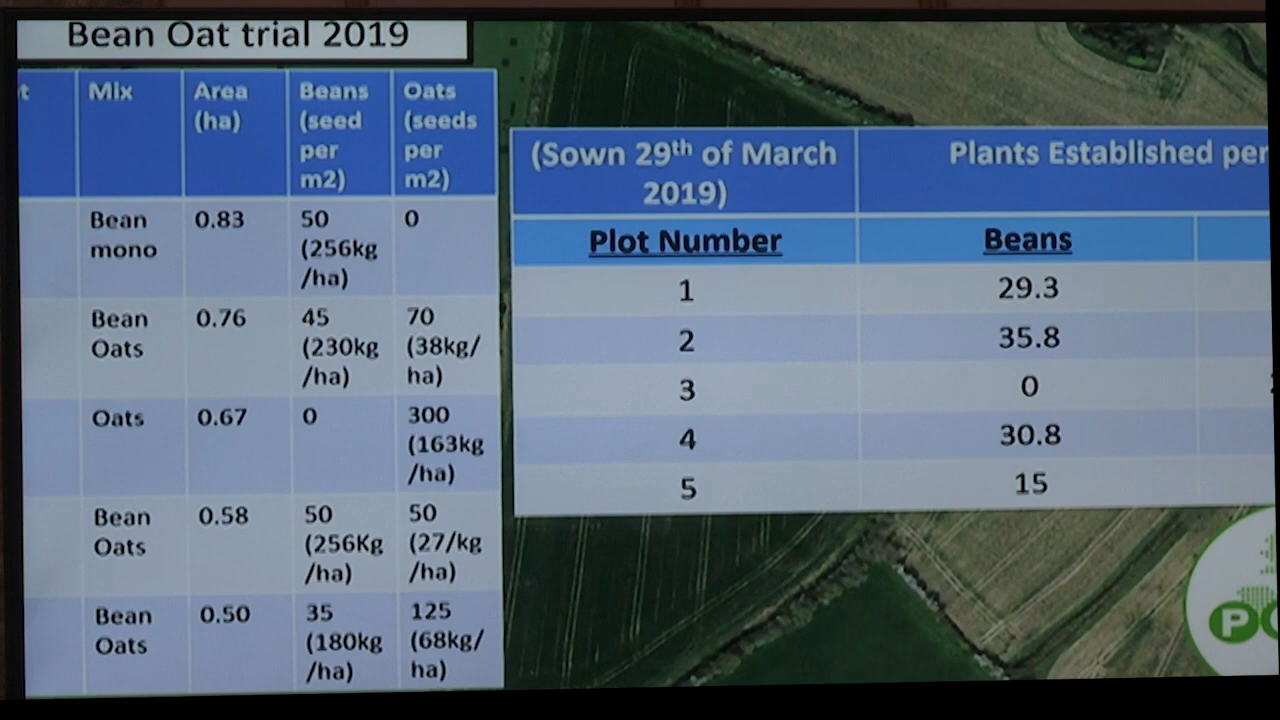 Bean Oat trial 2019
t
Mix
Area
(ha)
Beans
(seed
per
m2)
Oats
(seeds
per
m2)
Bean
mono
0.83
50
(256kg
/ha)
0
Bean
Oats
0.76
45
(230kg
/ha)
70
(38kg/
ha)
Oats
0.67
0
300
(163kg
/ha)
Bean
Oats
0.58
50
(256Kg
/ha)
50
(27/kg
/ha)
Bean
Oats
0.50
35
(180kg
/ha)
125
(68kg/
ha)
(Sown 29th of March
2019)
Plants Established per
Plot Number
Beans
1
29.3
2
35.8
3
0
4
30.8
5
15